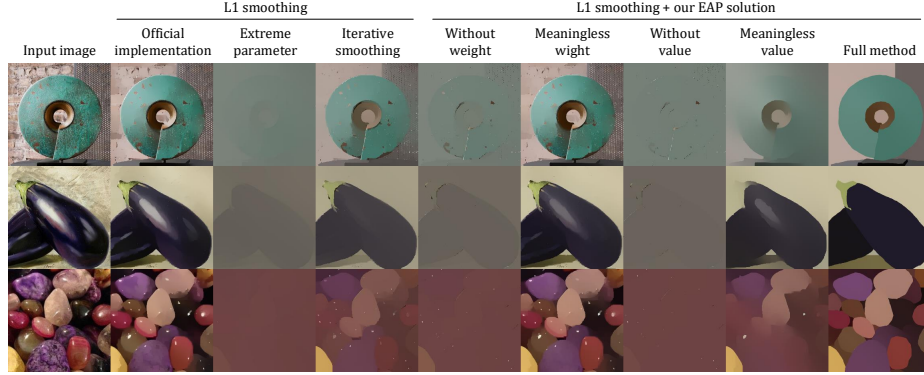 L1 smoothing
L1 smoothing + our EAP solution
Input image
Official
implementation
Extreme
parameter
Iterative
smoothing
Without
weight
Meaningless
wight
Without
value
Meaningless
value
Full method